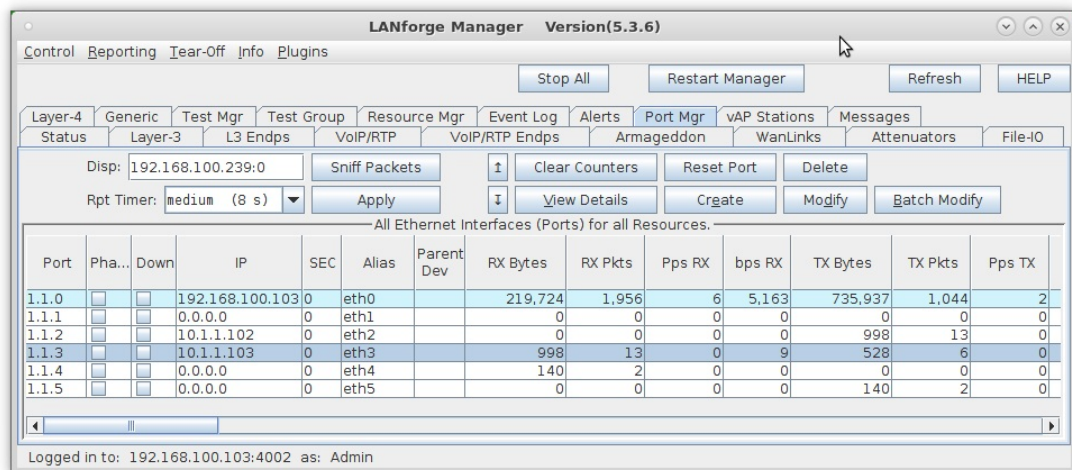 LANforge Manager Version(5.3.6)
Control Reporting Tear-Off Info Plugins
Stop All Restart Manager Refresh HELP
Layer-4 Generic Test Mgr Test Group Resource Mgr Event Log Alerts Port Mgr vAP Stations Messages
Status Layer-3 L3 Endps VoIP/RTP VoIP/RTP Endps Armageddon WanLinks Attenuators File-IO
Disp: 192.168.100.239:0 Sniff Packets ↥ Clear Counters Reset Port Delete
Rpt Timer: medium (8 s) Apply ↧ View Details Create Modify Batch Modify
All Ethernet Interfaces (Ports) for all Resources.
Port Pha... Down IP SEC Alias Parent Dev RX Bytes RX Pkts Pps RX bps RX TX Bytes TX Pkts Pps TX
1.1.0 192.168.100.103 0 eth0 219,724 1,956 6 5,163 735,937 1,044 2
1.1.1 0.0.0.0 0 eth1 0 0 0 0 0 0 0
1.1.2 10.1.1.102 0 eth2 0 0 0 0 998 13 0
1.1.3 10.1.1.103 0 eth3 998 13 0 9 528 6 0
1.1.4 0.0.0.0 0 eth4 140 2 0 0 0 0 0
1.1.5 0.0.0.0 0 eth5 0 0 0 0 140 2 0
Logged in to: 192.168.100.103:4002 as: Admin